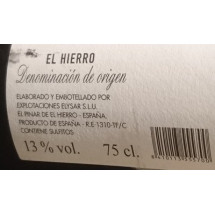 EL HIERRO
Denominación de origen
ELABORADO Y EMBOTELLADO POR
EXPLOTACIONES ELYSAR S.L.U.
EL PINAR DE EL HIERRO - ESPAÑA.
PRODUCTO DE ESPAÑA - R.E-1310-TF/C
CONTIENE SULFITOS.
13 % vol. 75 cl.